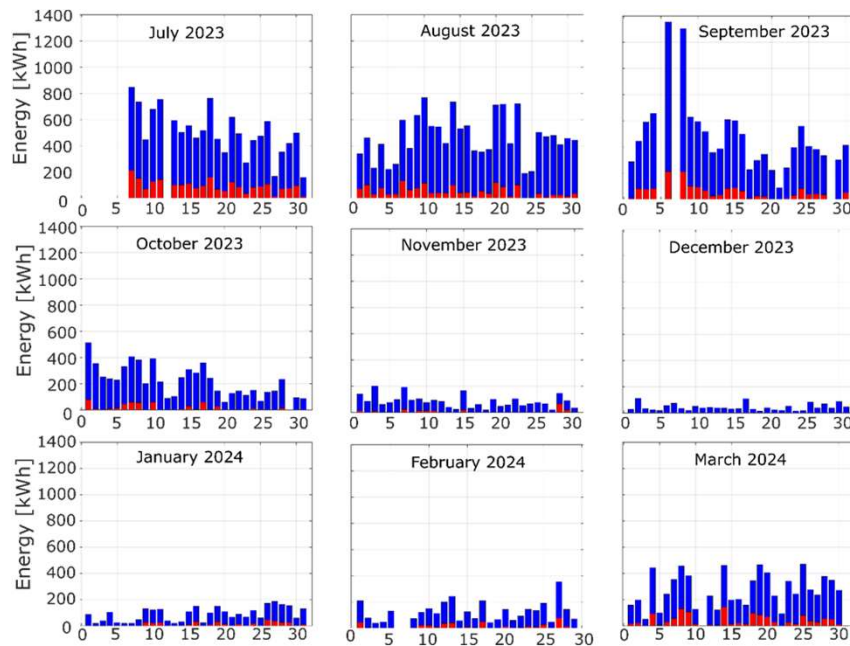 July 2023
August 2023
September 2023
Energy [kWh]
1400
1200
1000
800
600
400
200
0
0 5 10 15 20 25 30
0 5 10 15 20 25 30
0 5 10 15 20 25 30
October 2023
November 2023
December 2023
Energy [kWh]
1400
1200
1000
800
600
400
200
0
0 5 10 15 20 25 30
0 5 10 15 20 25 30
0 5 10 15 20 25 30
January 2024
February 2024
March 2024
Energy [kWh]
1400
1200
1000
800
600
400
200
0
0 5 10 15 20 25 30
0 5 10 15 20 25 30
0 5 10 15 20 25 30